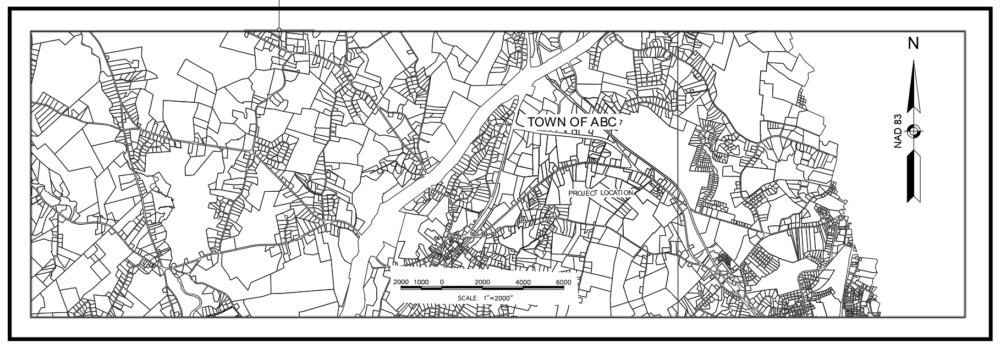 N
NAD 83
TOWN OF ABC
PROJECT LOCATION
2000 1000 0 2000 4000 6000
SCALE: 1"=2000"